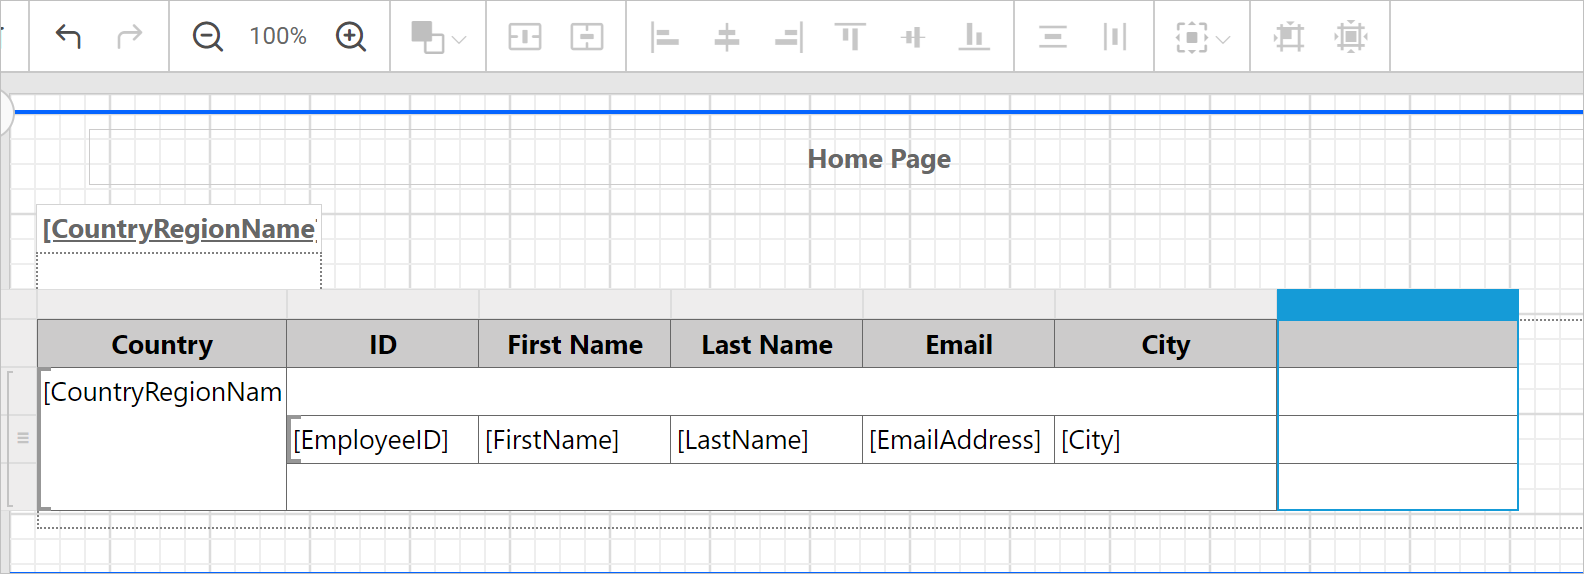 100%
Home Page
[CountryRegionName]
Country ID First Name Last Name Email City
[CountryRegionNam
[EmployeeID] [FirstName] [LastName] [EmailAddress] [City]